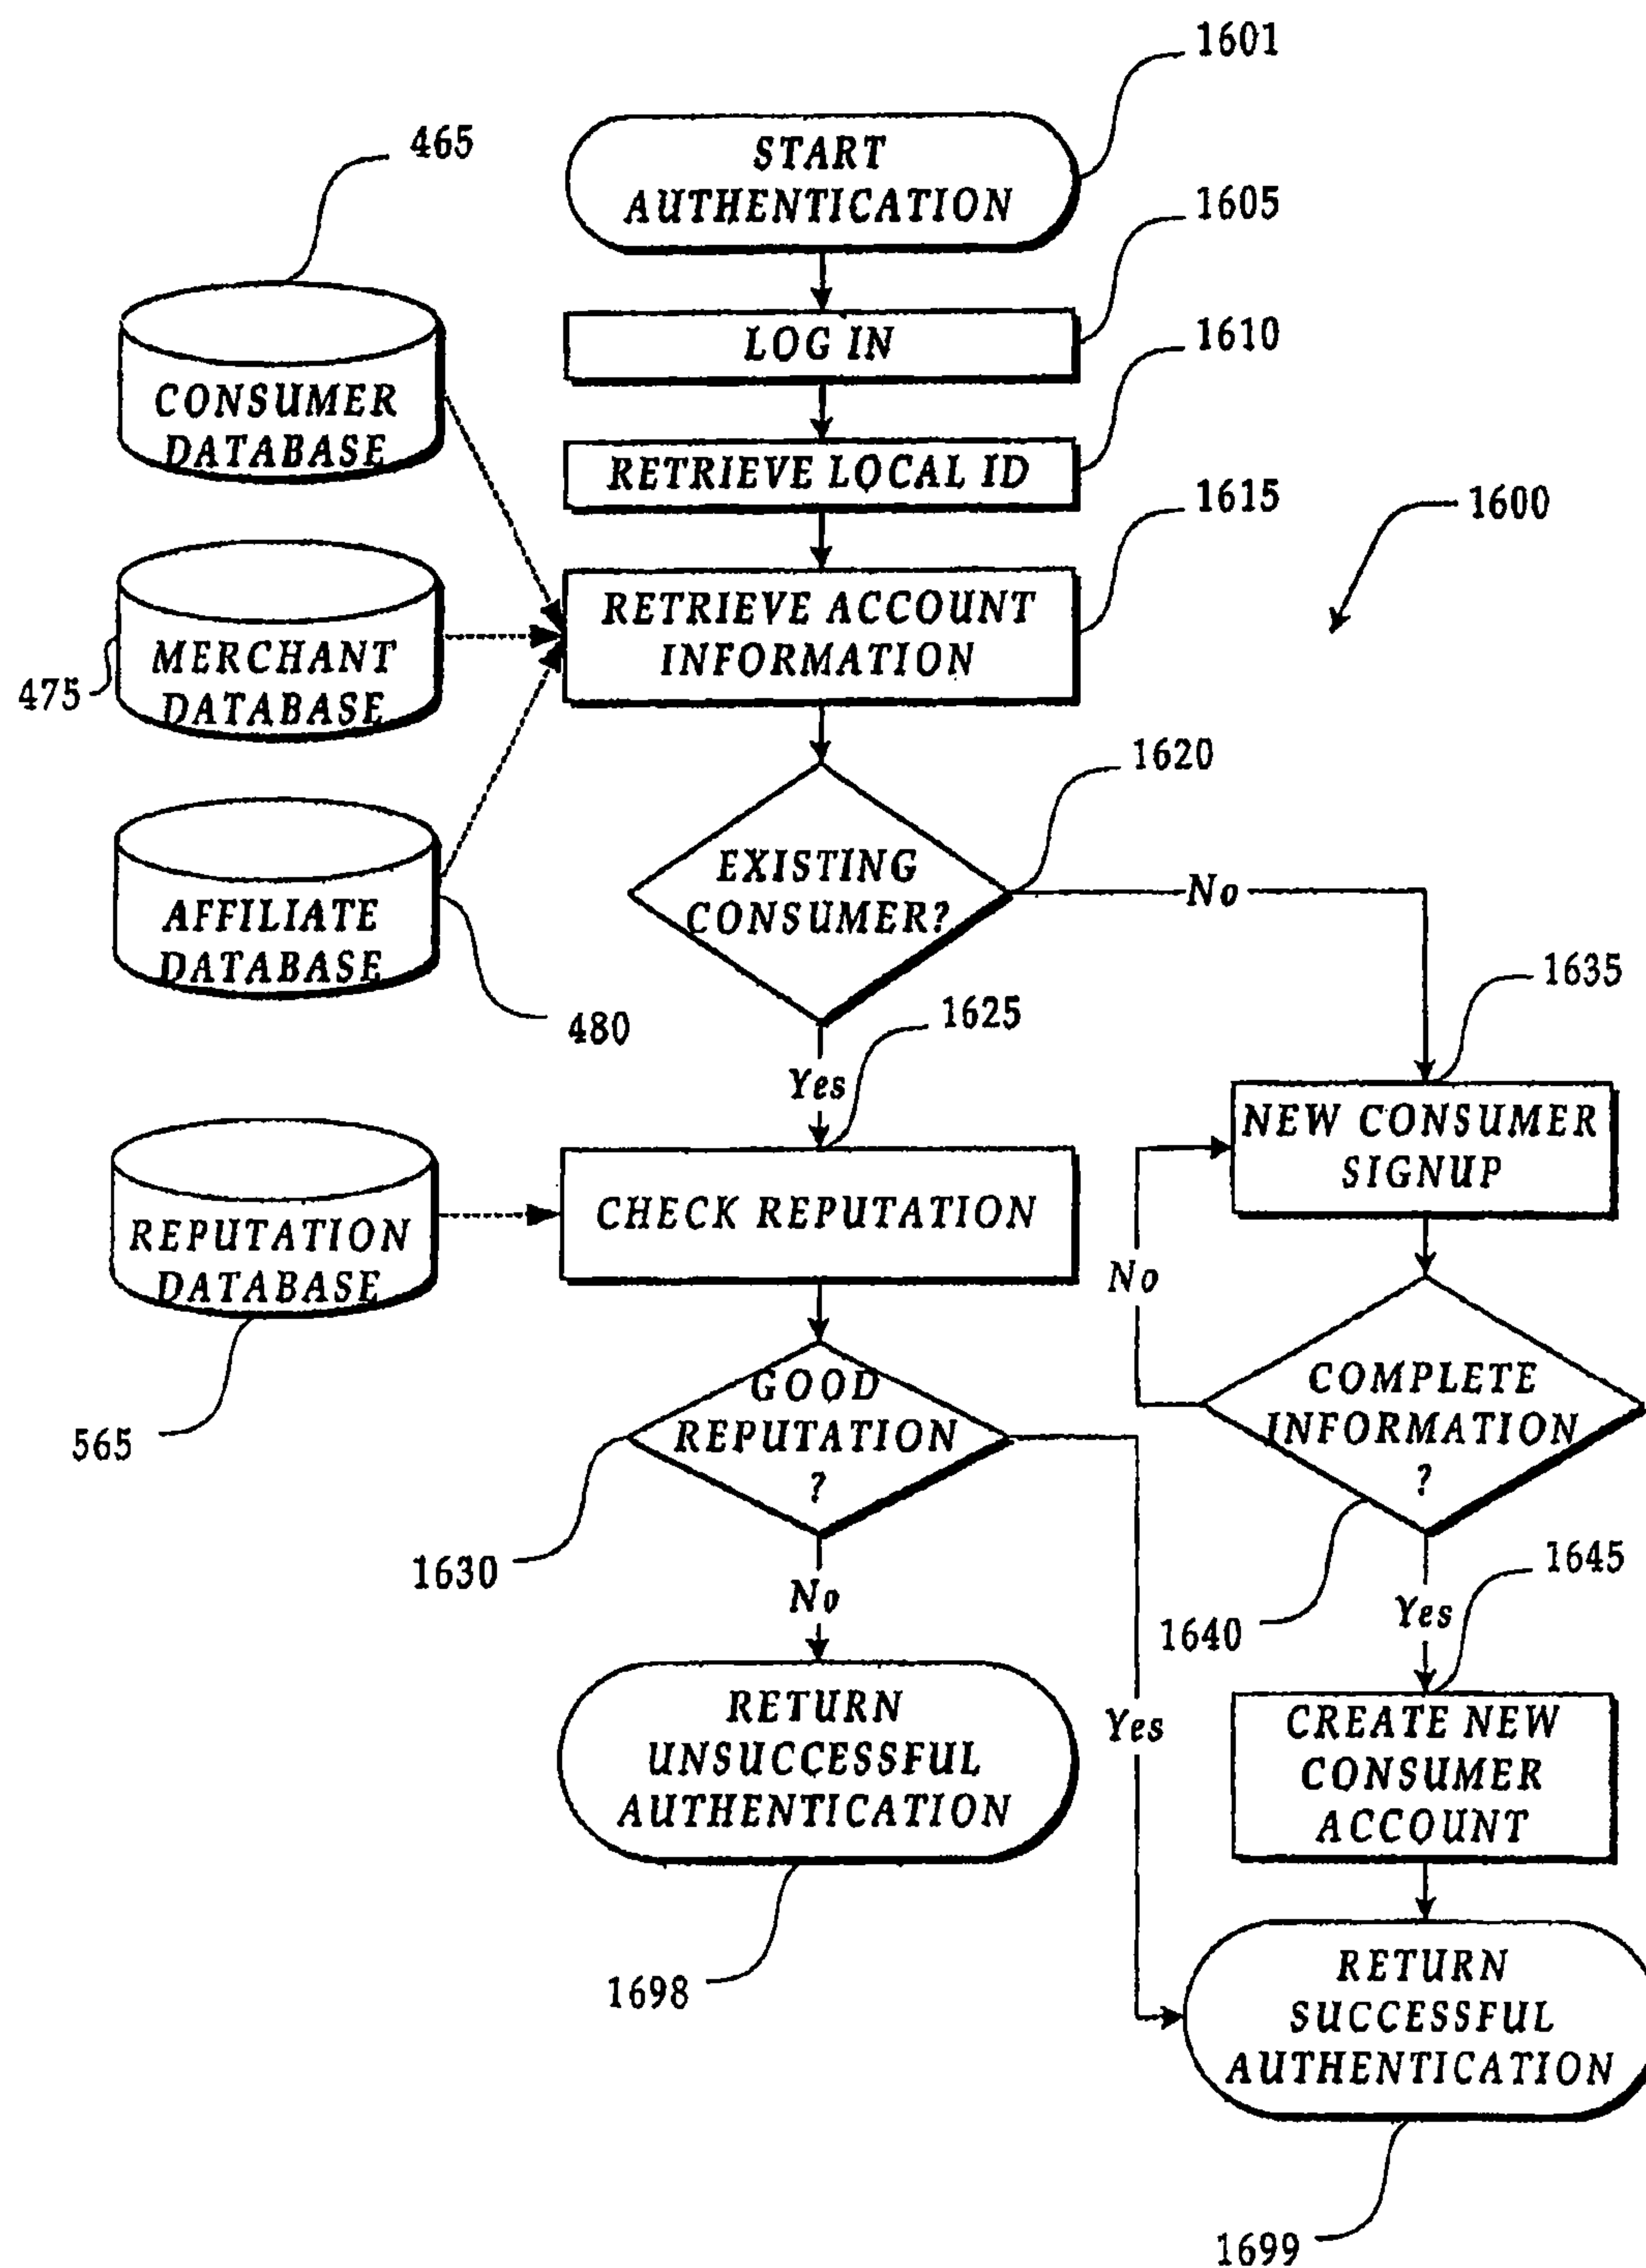 1601
START
AUTHENTICATION
465
1605
LOG IN
1610
RETRIEVE LOCAL ID
CONSUMER
DATABASE
1615
1600
RETRIEVE ACCOUNT
INFORMATION
MERCHANT
DATABASE
475
1620
EXISTING
CONSUMER?
No
AFFILIATE
DATABASE
480
1635
1625
Yes
NEW CONSUMER
SIGNUP
CHECK REPUTATION
REPUTATION
DATABASE
No
565
GOOD
REPUTATION
?
COMPLETE
INFORMATION
?
1630
No
1640
1645
Yes
RETURN
UNSUCCESSFUL
AUTHENTICATION
Yes
CREATE NEW
CONSUMER
ACCOUNT
1698
RETURN
SUCCESSFUL
AUTHENTICATION
1699